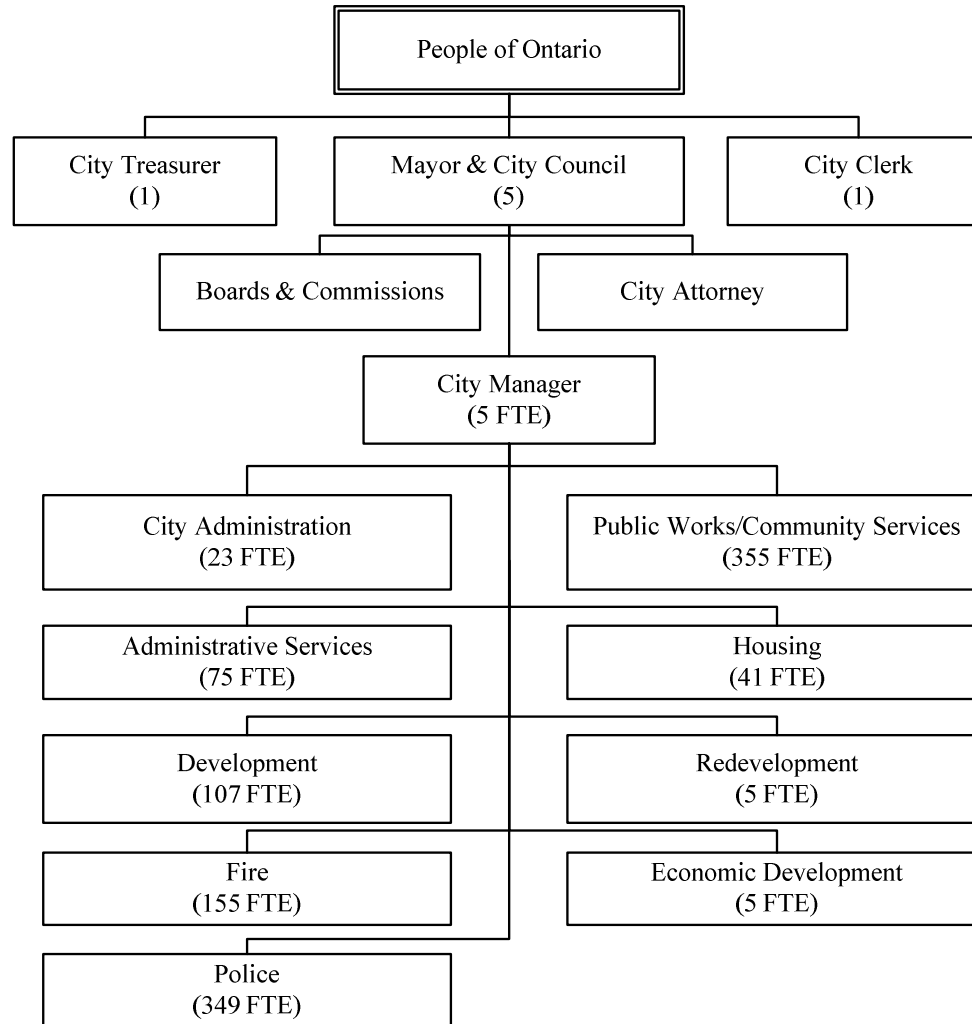 People of Ontario
City Treasurer
(1)
Mayor & City Council
(5)
City Clerk
(1)
Boards & Commissions
City Attorney
City Manager
(5 FTE)
City Administration
(23 FTE)
Public Works/Community Services
(355 FTE)
Administrative Services
(75 FTE)
Housing
(41 FTE)
Development
(107 FTE)
Redevelopment
(5 FTE)
Fire
(155 FTE)
Economic Development
(5 FTE)
Police
(349 FTE)